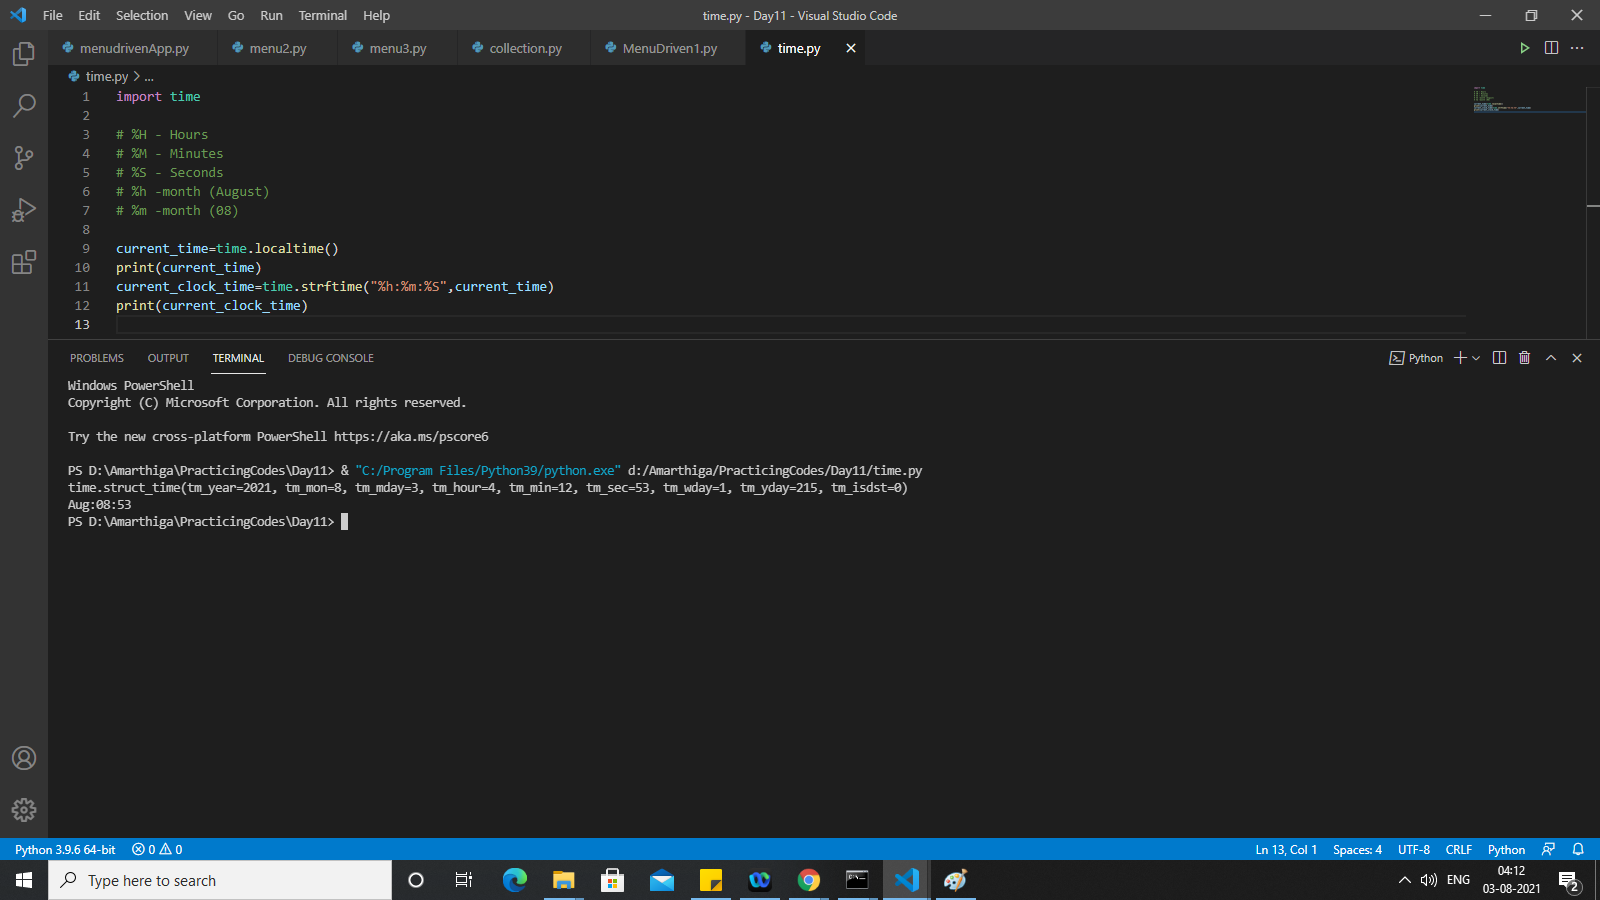 File Edit Selection View Go Run Terminal Help time.py - Day11 - Visual Studio Code
menudrivenApp.py menu2.py menu3.py collection.py MenuDriven1.py time.py
time.py > ...
1 import time
2
3 # %H - Hours
4 # %M - Minutes
5 # %S - Seconds
6 # %h -month (August)
7 # %m -month (08)
8
9 current_time=time.localtime()
10 print(current_time)
11 current_clock_time=time.strftime("%h:%m:%S",current_time)
12 print(current_clock_time)
13
PROBLEMS OUTPUT TERMINAL DEBUG CONSOLE Python
Windows PowerShell
Copyright (C) Microsoft Corporation. All rights reserved.
Try the new cross-platform PowerShell https://aka.ms/pscore6
PS D:\Amarthiga\PracticingCodes\Day11> & "C:/Program Files/Python39/python.exe" d:/Amarthiga/PracticingCodes/Day11/time.py
time.struct_time(tm_year=2021, tm_mon=8, tm_mday=3, tm_hour=4, tm_min=12, tm_sec=53, tm_wday=1, tm_yday=215, tm_isdst=0)
Aug:08:53
PS D:\Amarthiga\PracticingCodes\Day11>
Python 3.9.6 64-bit 0 0 Ln 13, Col 1 Spaces: 4 UTF-8 CRLF Python
Type here to search ENG 04:12
03-08-2021 2